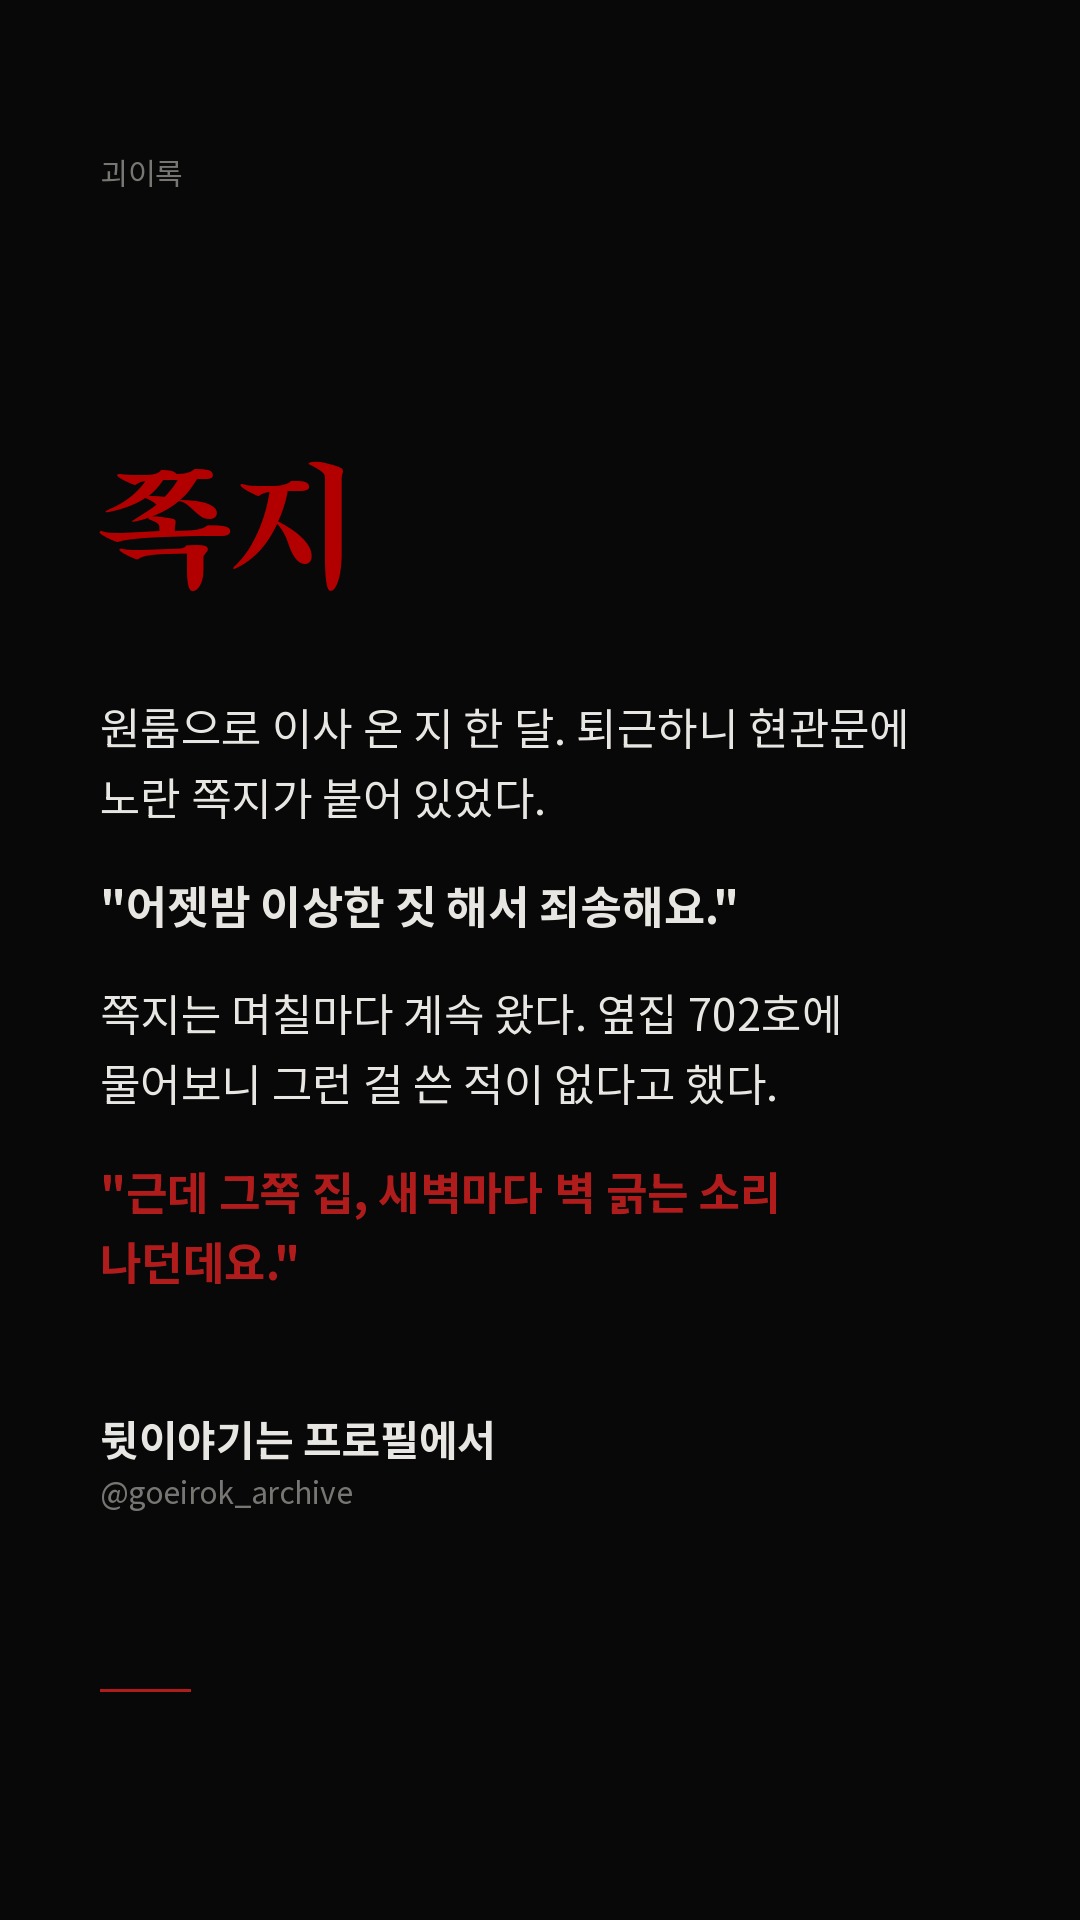 괴이록
쪽지
원룸으로 이사 온 지 한 달. 퇴근하니 현관문에
노란 쪽지가 붙어 있었다.
"어젯밤 이상한 짓 해서 죄송해요."
쪽지는 며칠마다 계속 왔다. 옆집 702호에
물어보니 그런 걸 쓴 적이 없다고 했다.
"근데 그쪽 집, 새벽마다 벽 긁는 소리
나던데요."
뒷이야기는 프로필에서
@goeirok_archive